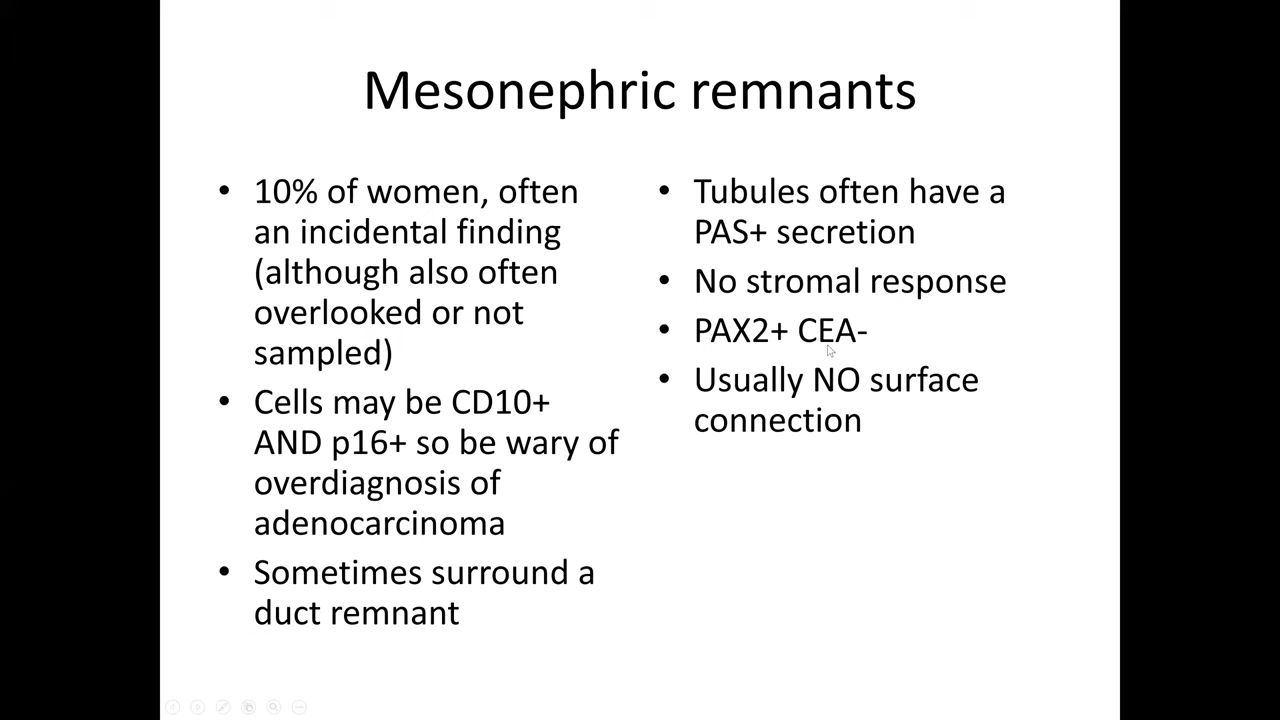 Mesonephric remnants
• 10% of women, often
an incidental finding
(although also often
overlooked or not
sampled)
• Cells may be CD10+
AND p16+ so be wary of
overdiagnosis of
adenocarcinoma
• Sometimes surround a
duct remnant
• Tubules often have a
PAS+ secretion
• No stromal response
• PAX2+ CEA-
• Usually NO surface
connection